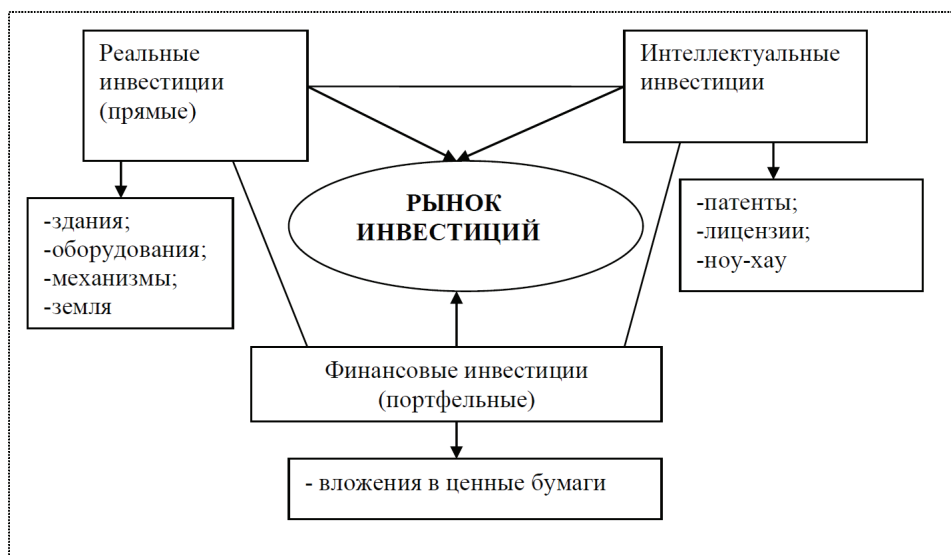 Реальные
инвестиции
(прямые)
Интеллектуальные
инвестиции
РЫНОК
ИНВЕСТИЦИЙ
-здания;
-оборудования;
-механизмы;
-земля
-патенты;
-лицензии;
-ноу-хау
Финансовые инвестиции
(портфельные)
- вложения в ценные бумаги